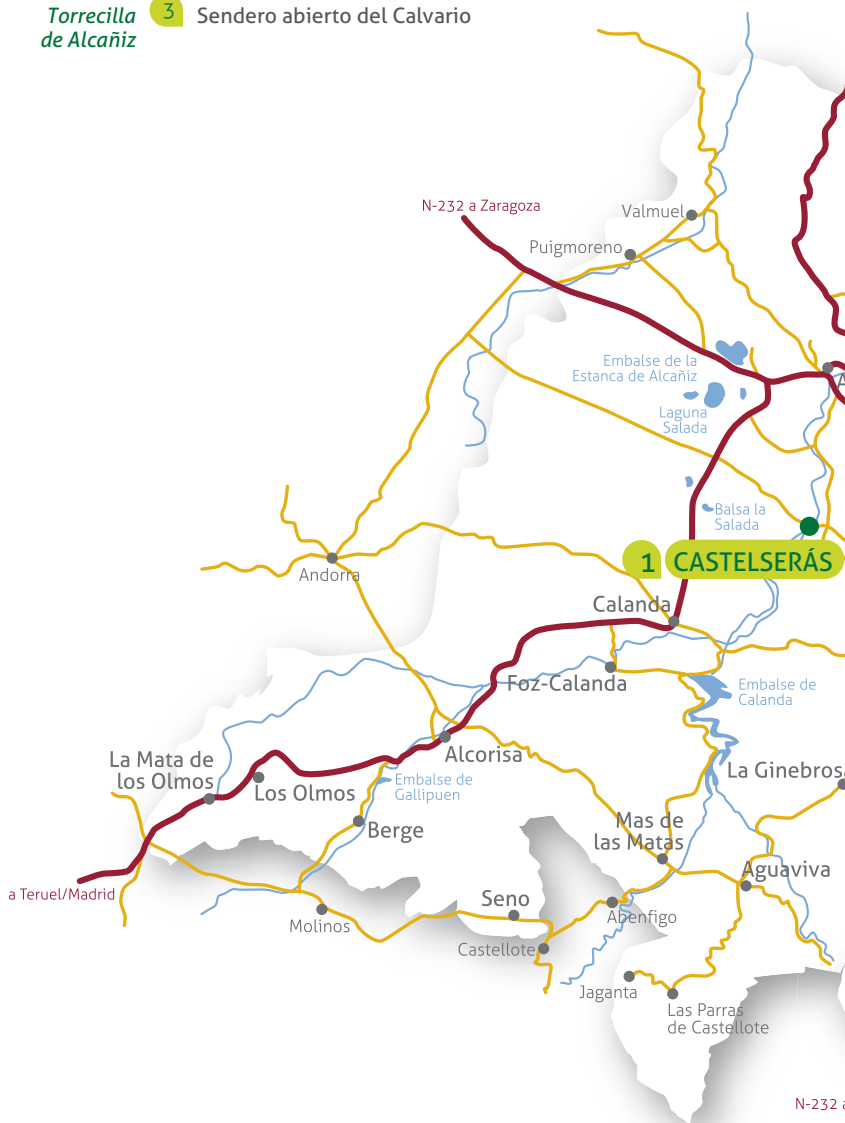 Torrecilla
de Alcañiz
3
Sendero abierto del Calvario
N-232 a Zaragoza
Valmuel
Puigmoreno
Embalse de la
Estanca de Alcañiz
Laguna
Salada
A
Balsa la
Salada
1 CASTELSERÁS
Andorra
Calanda
Foz-Calanda
Embalse de
Calanda
Alcorisa
La Mata de
los Olmos
Los Olmos
Embalse de
Gallipuen
La Ginebros
Berge
Mas de
las Matas
Aguaviva
a Teruel/Madrid
Seno
Molinos
Abenfigo
Castellote
Jaganta
Las Parras
de Castellote
N-232 a